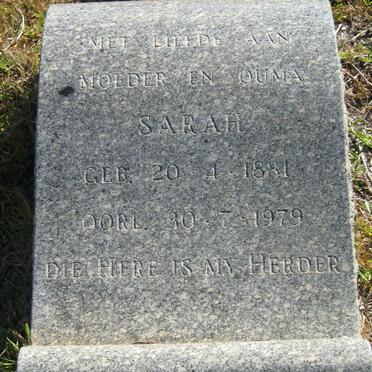 MET LIEFDE AAN
MOEDER EN OUMA
SARAH
GEB. 20-4-1881
OORL. 30-7-1979
DIE HERE IS MY HERDER